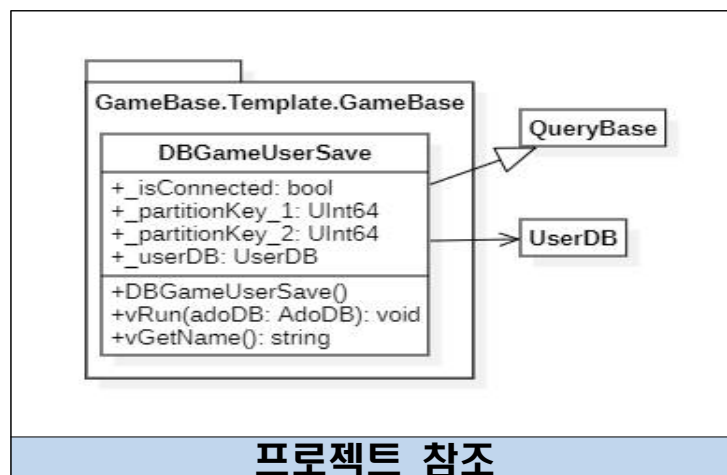 GameBase.Template.GameBase
DBGameUserSave
+_isConnected: bool
+_partitionKey_1: UInt64
+_partitionKey_2: UInt64
+_userDB: UserDB
+DBGameUserSave()
+vRun(adoDB: AdoDB): void
+vGetName(): string
QueryBase
UserDB
프로젝트 참조